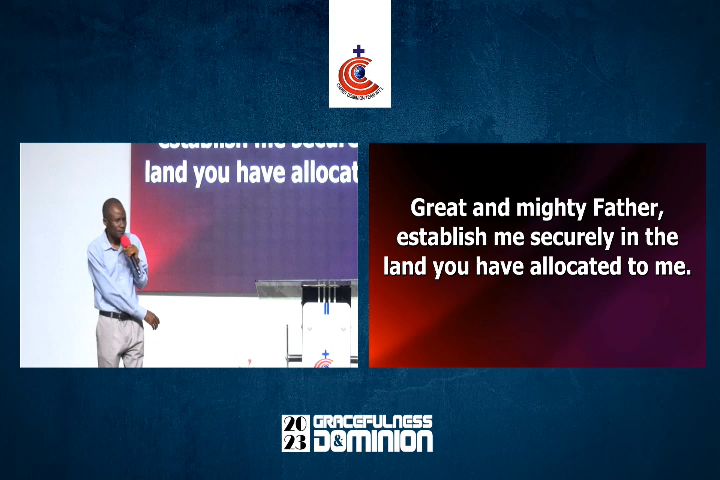 establish me secure
land you have allocat
Great and mighty Father,
establish me securely in the
land you have allocated to me.
20
23
GRACEFULNESS
& DOMINION